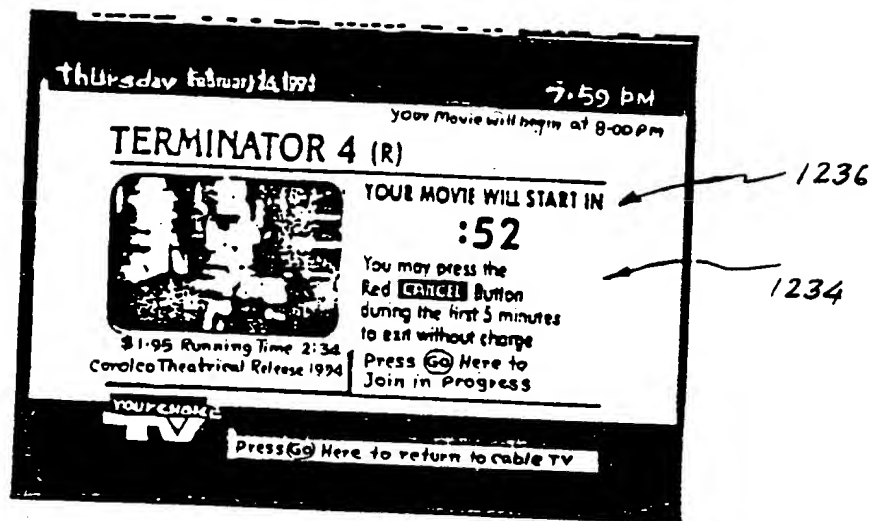 Thursday February 1993
7:59 PM
Your Movie will begin at 8:00 PM
TERMINATOR 4 (R)
YOUR MOVIE WILL START IN
:52
You may press the
Red CANCEL Button
during the first 5 minutes
to exit without charge
Press Go Here to
Join in Progress
$1.95 Running Time 2:34
Corolco Theatrical Release 1994
YOUR CHOICE
TV
Press Go Here to return to cable TV
1236
1234